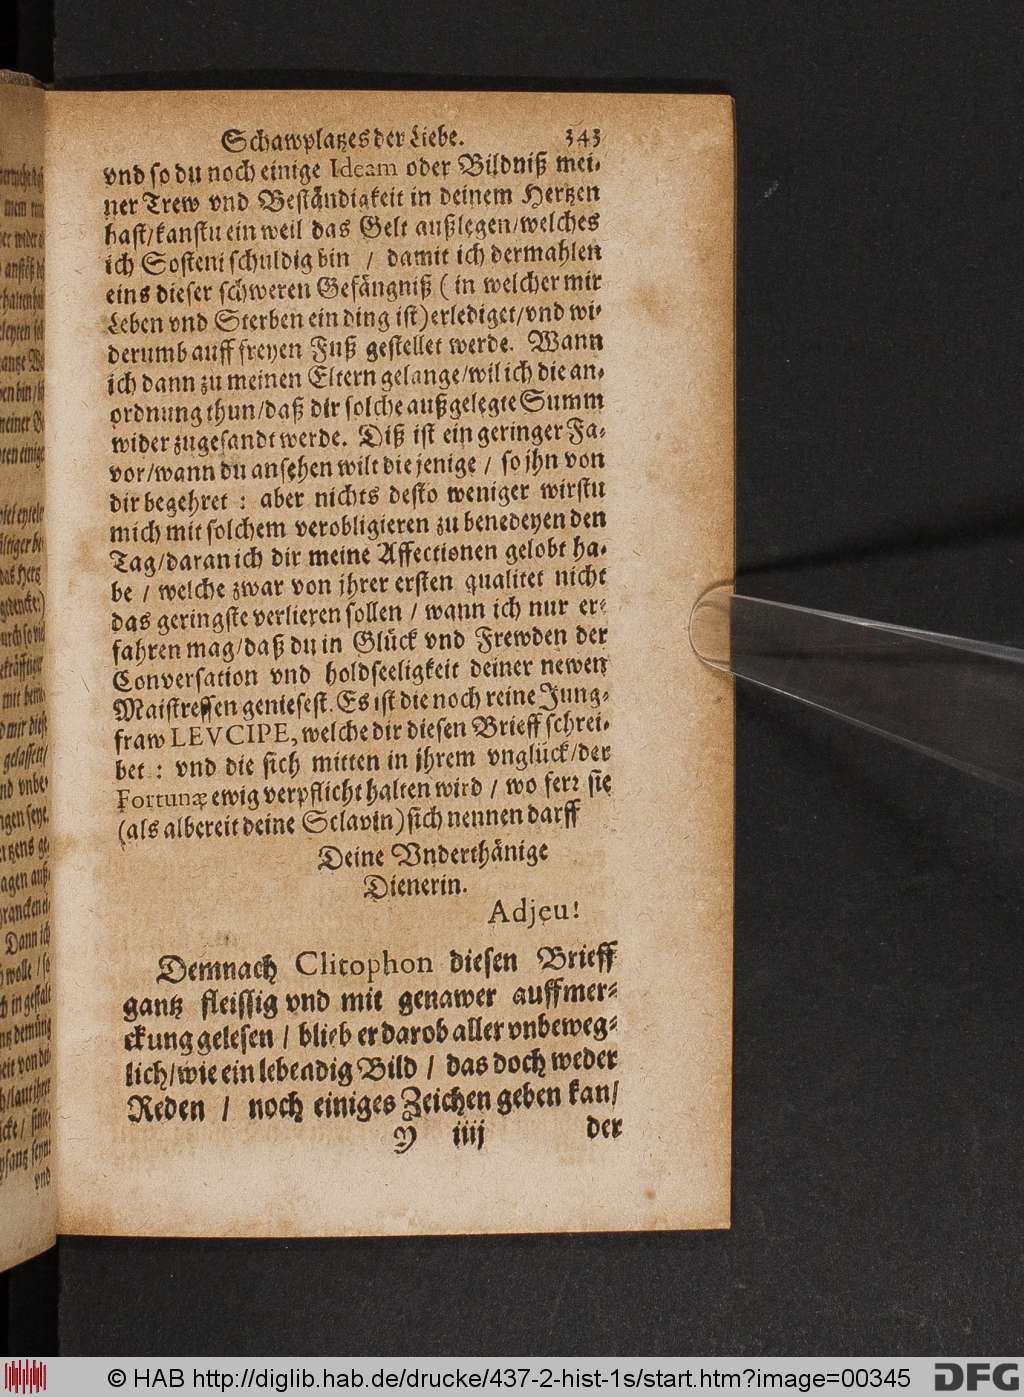 Schawplatzes der Liebe. 343
vnd so du noch einige Ideam oder Bildniß mei-
ner Trew vnd Beständigkeit in deinem Hertzen
hast/kanstu ein weil das Gelt außlegen/welches
ich Sosteni schuldig bin / damit ich dermahlen
eins dieser schweren Gefängniß ( in welcher mir
Leben vnd Sterben ein ding ist) erlediget/vnd wi-
derumb auff freyen Fuß gestellet werde. Wann
ich dann zu meinen Eltern gelange/wil ich die an-
ordnung thun/daß dir solche außgelegte Summ
wider zugesandt werde. Diß ist ein geringer Fa-
vor/wann du ansehen wilt die jenige / so jhn von
dir begehret : aber nichts desto weniger wirstu
mich mit solchem verobligieren zu benedeyen den
Tag/daran ich dir meine Affectionen gelobt ha-
be / welche zwar von jhrer ersten qualitet nicht
das geringste verlieren sollen / wann ich nur er-
fahren mag/daß du in Glück vnd Frewden der
Conversation vnd holdseeligkeit deiner newen
Maistressen geniesest. Es ist die noch reine Jung-
fraw LEVCIPE, welche dir diesen Brieff schrei-
bet : vnd die sich mitten in jhrem vnglück/der
Fortunæ ewig verpflicht halten wird / wo ferr sie
(als albereit deine Sclavin) sich nennen darff
Deine Vnderthänige
Dienerin.
Adjeu!
Demnach Clitophon diesen Brieff
gantz fleissig vnd mit genawer auffmer-
ckung gelesen / blieb er darob aller vnbeweg-
lich/wie ein lebendig Bild / das doch weder
Reden / noch einiges Zeichen geben kan/
Y iiij der
© HAB http://diglib.hab.de/drucke/437-2-hist-1s/start.htm?image=00345
DFG